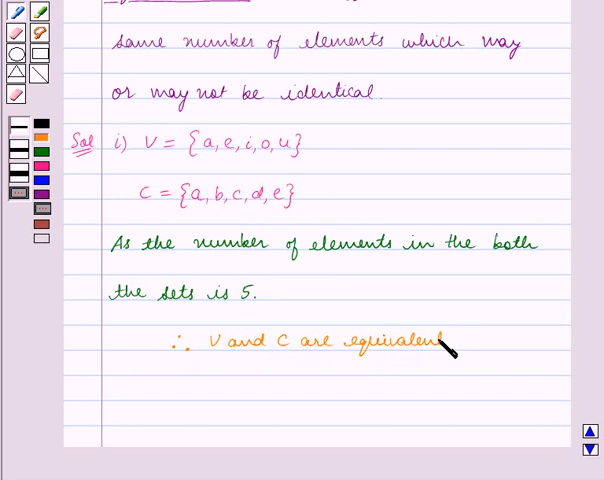 same number of elements which may
or may not be identical.
Sol i) V = {a, e, i, o, u}
C = {a, b, c, d, e}
As the number of elements in the both
the sets is 5.
∴ V and C are equivalent